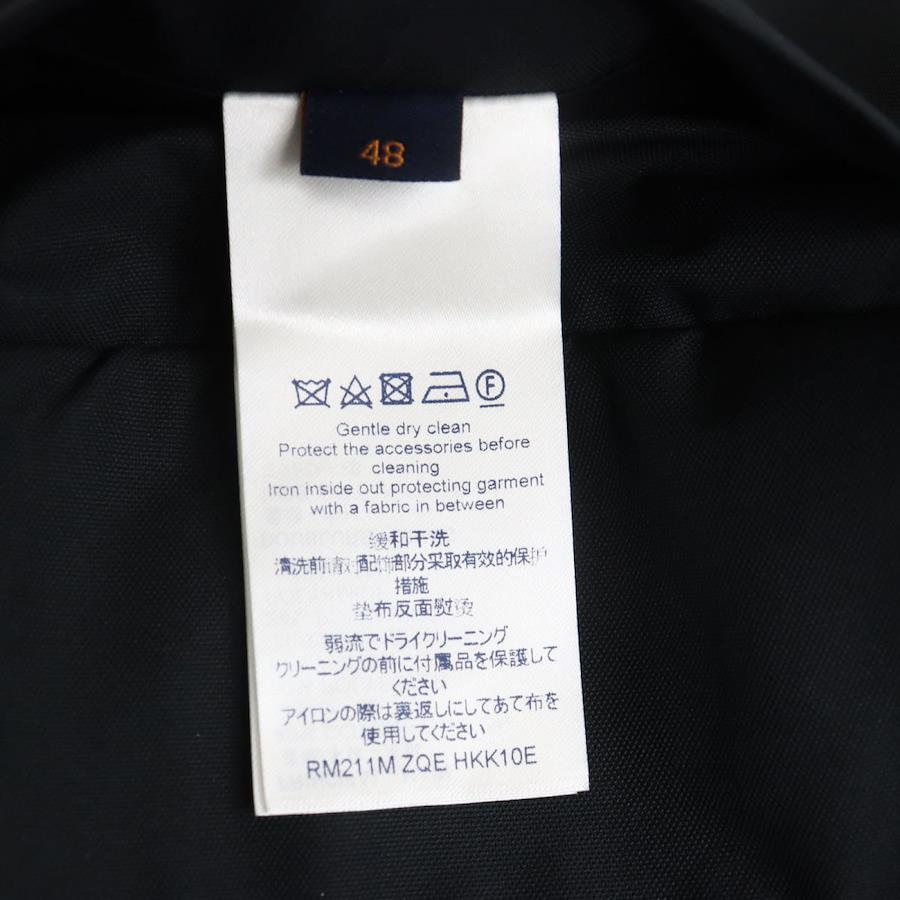 48
F
Gentle dry clean
Protect the accessories before
cleaning
Iron inside out protecting garment
with a fabric in between
缓和干洗
清洗前请对配饰部分采取有效的保护
措施
垫布反面熨烫
弱流でドライクリーニング
クリーニングの前に付属品を保護して
ください
アイロンの際は裏返しにしてあて布を
使用してください
RM211M ZQE HKK10E